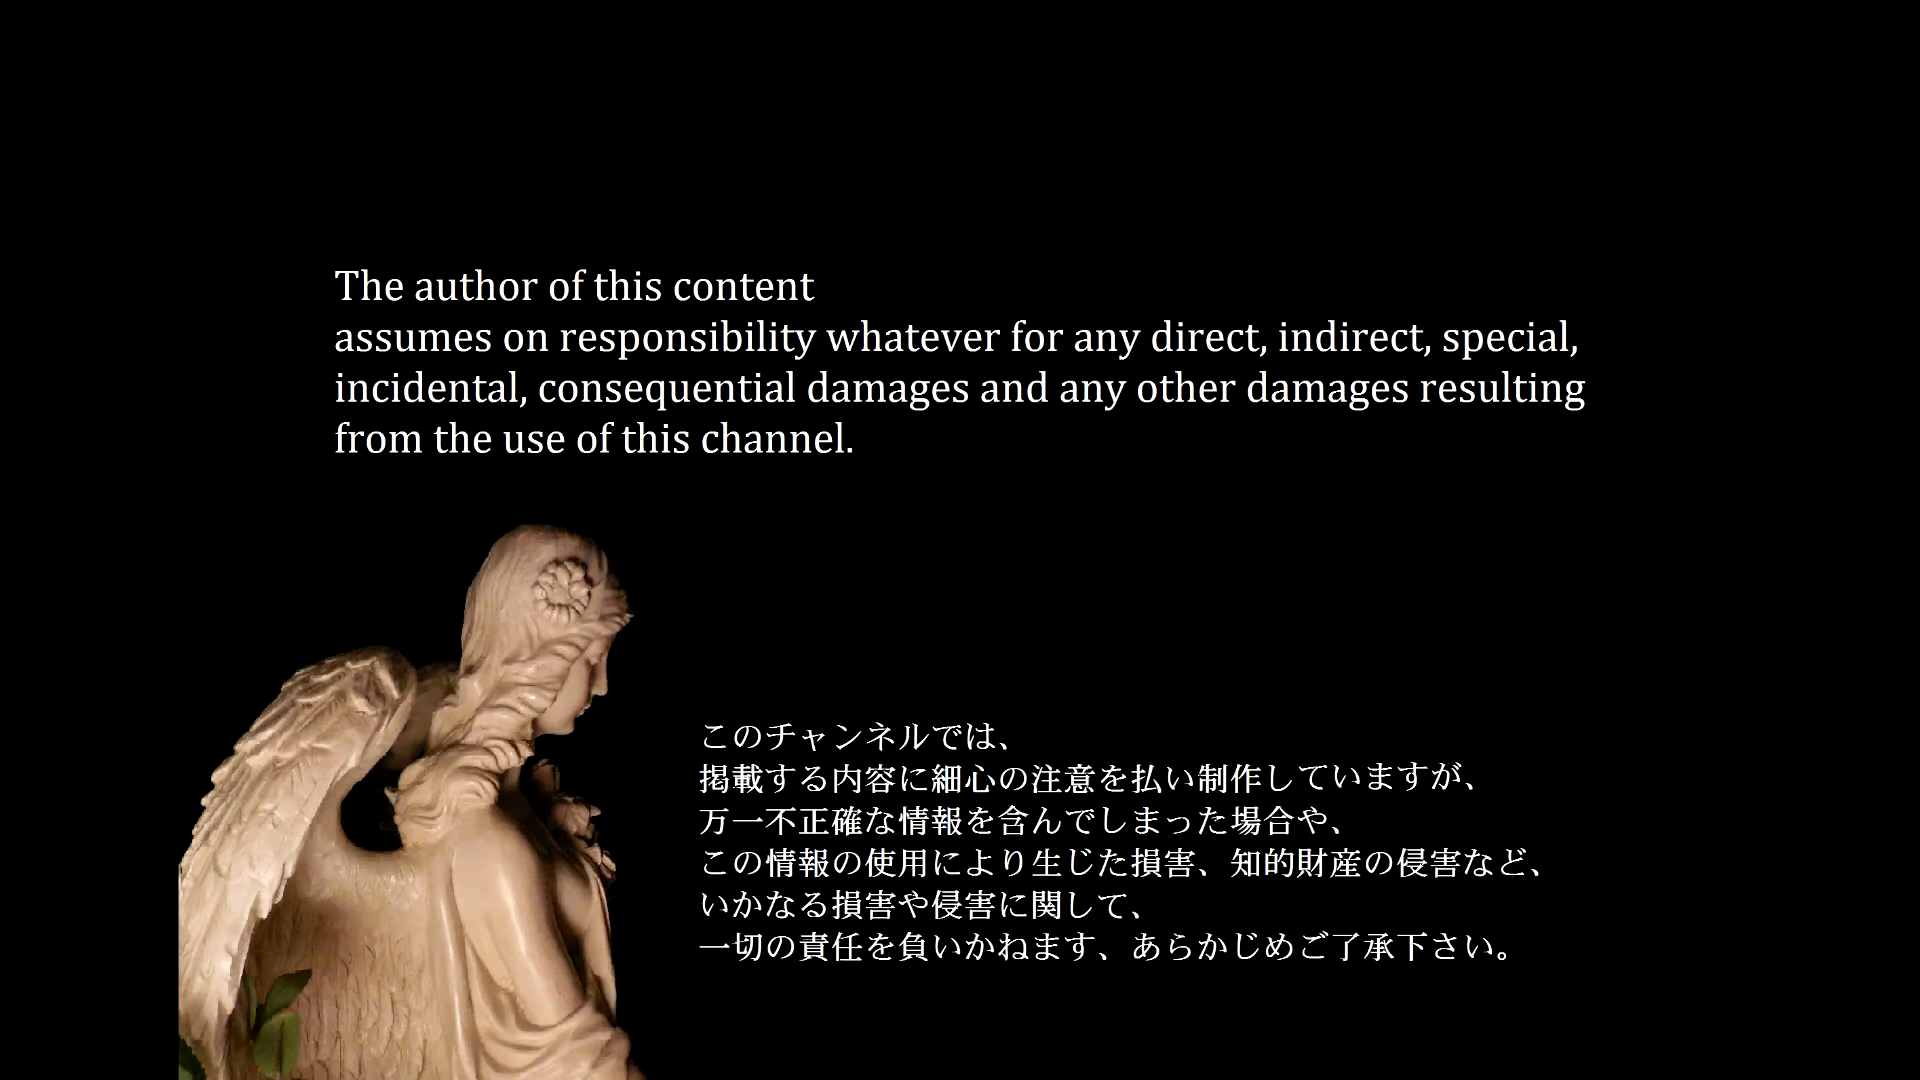 The author of this content
assumes on responsibility whatever for any direct, indirect, special,
incidental, consequential damages and any other damages resulting
from the use of this channel.
このチャンネルでは、
掲載する内容に細心の注意を払い制作していますが、
万一不正確な情報を含んでしまった場合や、
この情報の使用により生じた損害、知的財産の侵害など、
いかなる損害や侵害に関して、
一切の責任を負いかねます、あらかじめご了承下さい。